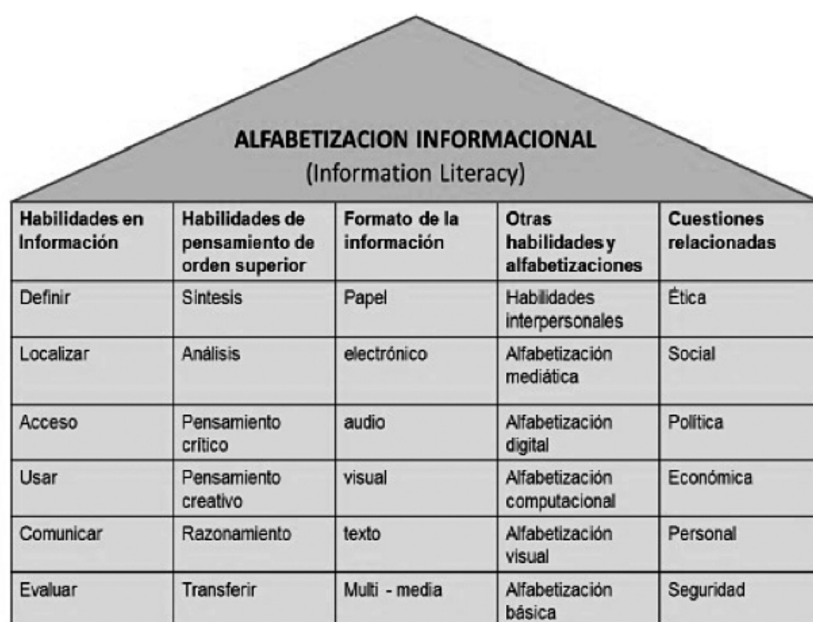 ALFABETIZACION INFORMACIONAL
(Information Literacy)
Habilidades en Información
Habilidades de pensamiento de orden superior
Formato de la información
Otras habilidades y alfabetizaciones
Cuestiones relacionadas
Definir
Síntesis
Papel
Habilidades interpersonales
Ética
Localizar
Análisis
electrónico
Alfabetización mediática
Social
Acceso
Pensamiento crítico
audio
Alfabetización digital
Política
Usar
Pensamiento creativo
visual
Alfabetización computacional
Económica
Comunicar
Razonamiento
texto
Alfabetización visual
Personal
Evaluar
Transferir
Multi - media
Alfabetización básica
Seguridad